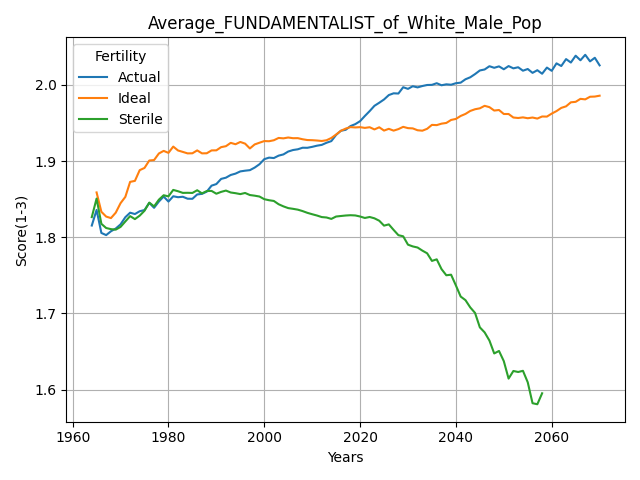 Average_FUNDAMENTALIST_of_White_Male_Pop
Fertility
Actual
Ideal
Sterile
Score(1-3)
2.0
1.9
1.8
1.7
1.6
1960 1980 2000 2020 2040 2060
Years